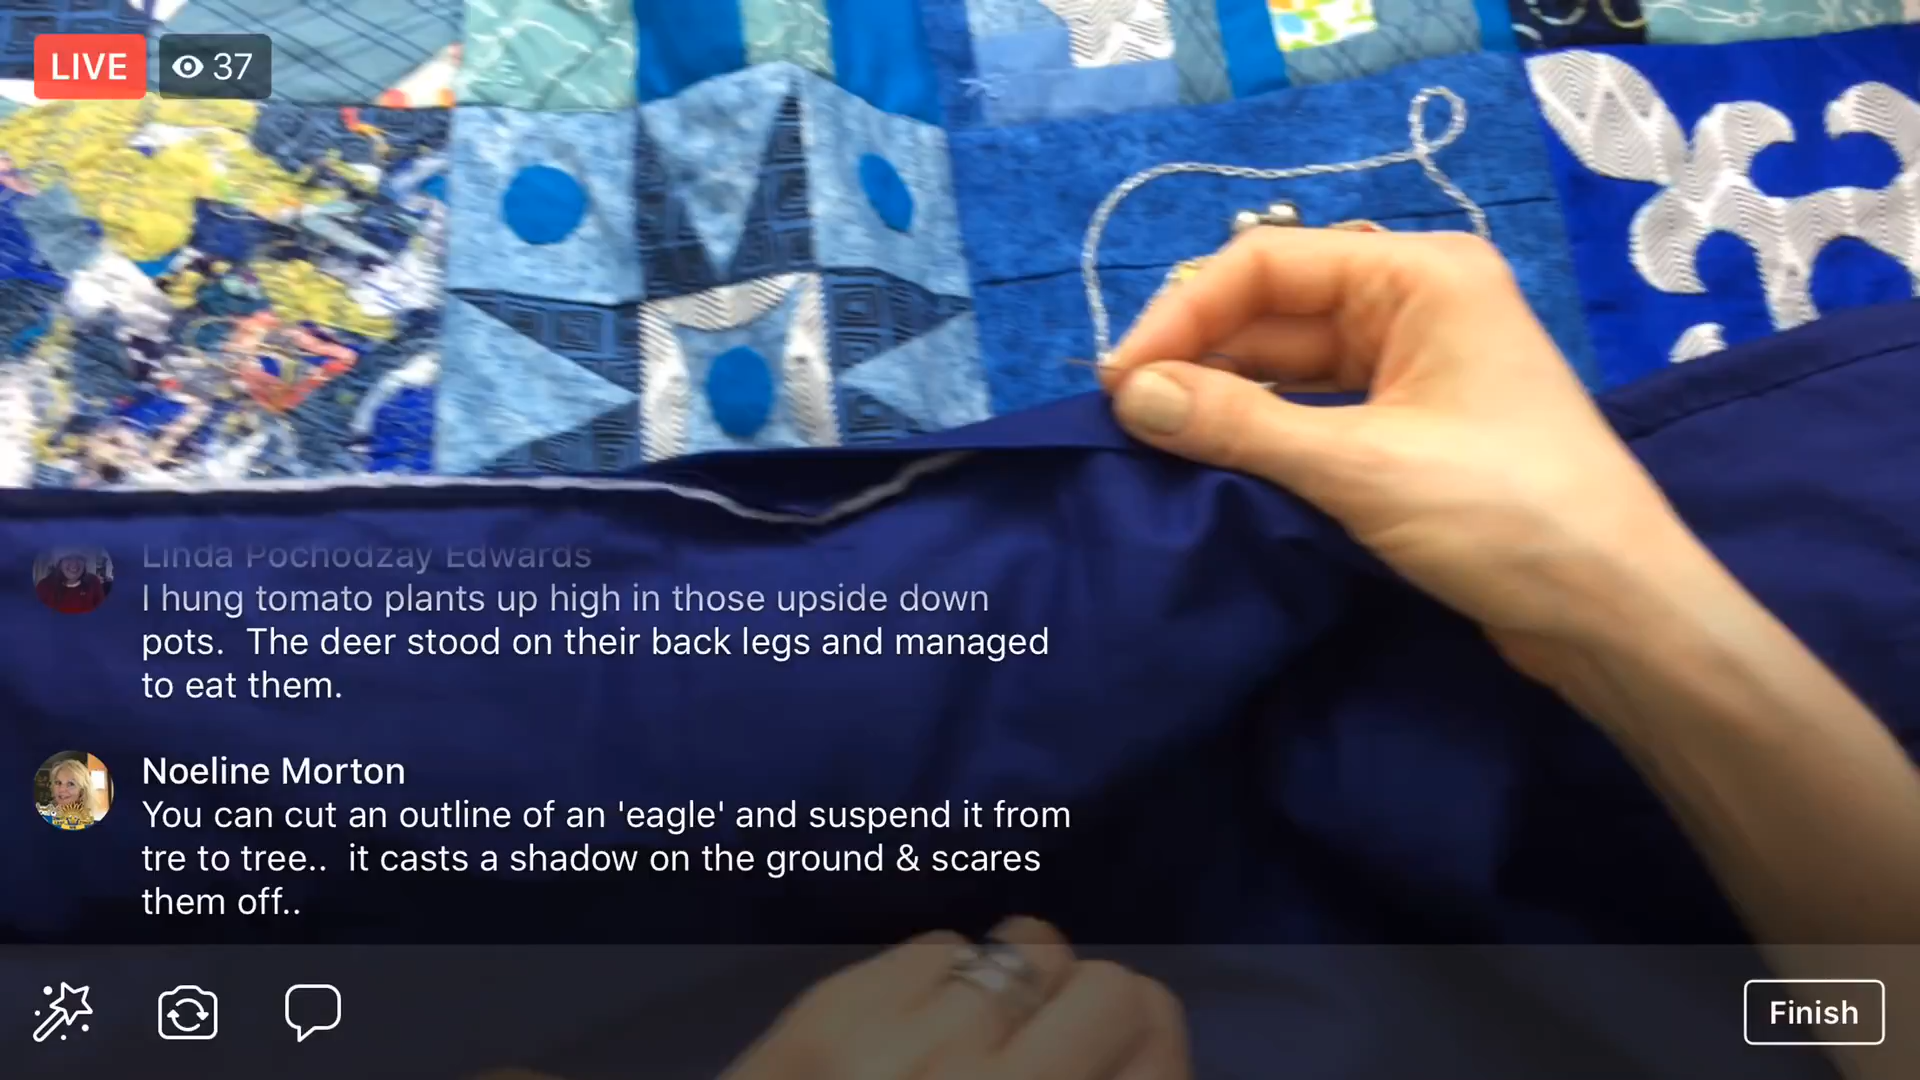 LIVE
37
Linda Pochodzay Edwards
I hung tomato plants up high in those upside down
pots. The deer stood on their back legs and managed
to eat them.
Noeline Morton
You can cut an outline of an 'eagle' and suspend it from
tre to tree.. it casts a shadow on the ground & scares
them off..
Finish